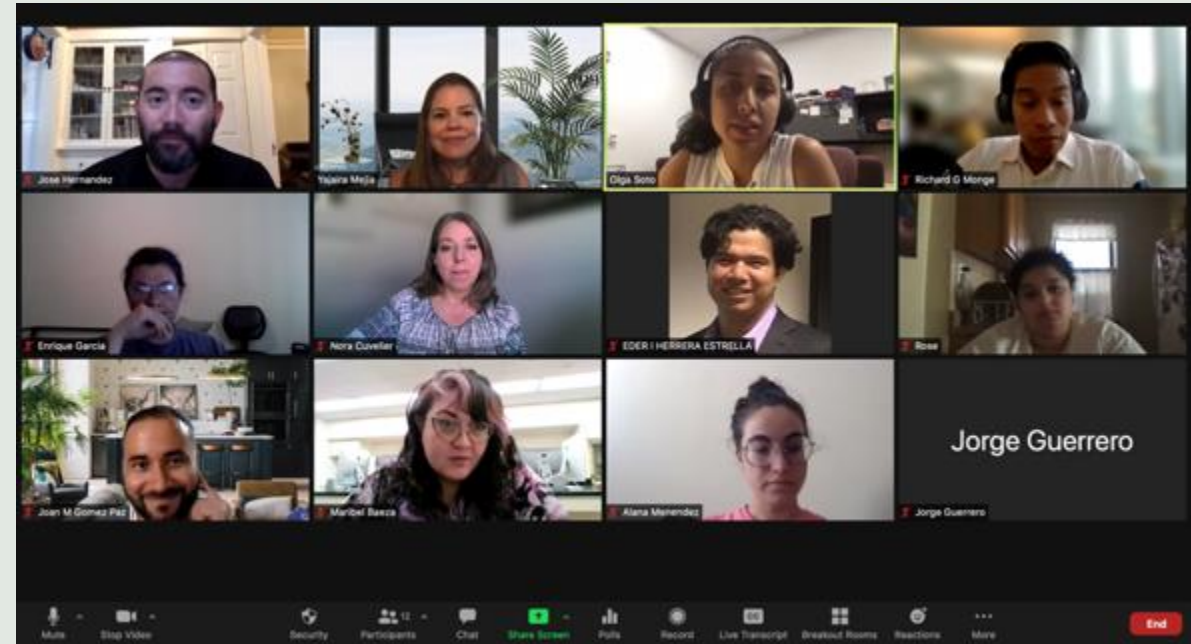 Jose Hernandez
Yajaira Mejia
Olga Soto
Richard G Monge
Enrique Garcia
Nora Cuvelier
EDER I HERRERA ESTRELLA
Rose
Joan M Gomez Paz
Maribel Baeza
Alana Menendez
Jorge Guerrero
Jorge Guerrero
Mute
Stop Video
Security
Participants
12
Chat
Share Screen
Polls
Record
CC
Live Transcript
Breakout Rooms
Reactions
More
End